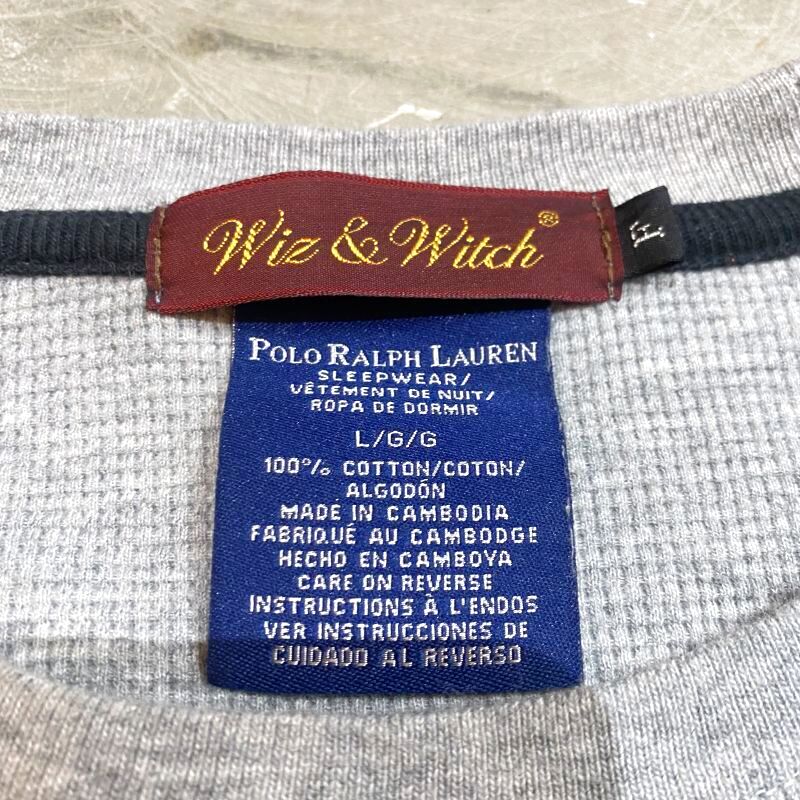 Wiz & Witch®
H
POLO RALPH LAUREN
SLEEPWEAR/
VÊTEMENT DE NUIT/
ROPA DE DORMIR
L/G/G
100% COTTON/COTON/
ALGODÓN
MADE IN CAMBODIA
FABRIQUÉ AU CAMBODGE
HECHO EN CAMBOYA
CARE ON REVERSE
INSTRUCTIONS À L'ENDOS
VER INSTRUCCIONES DE
CUIDADO AL REVERSO